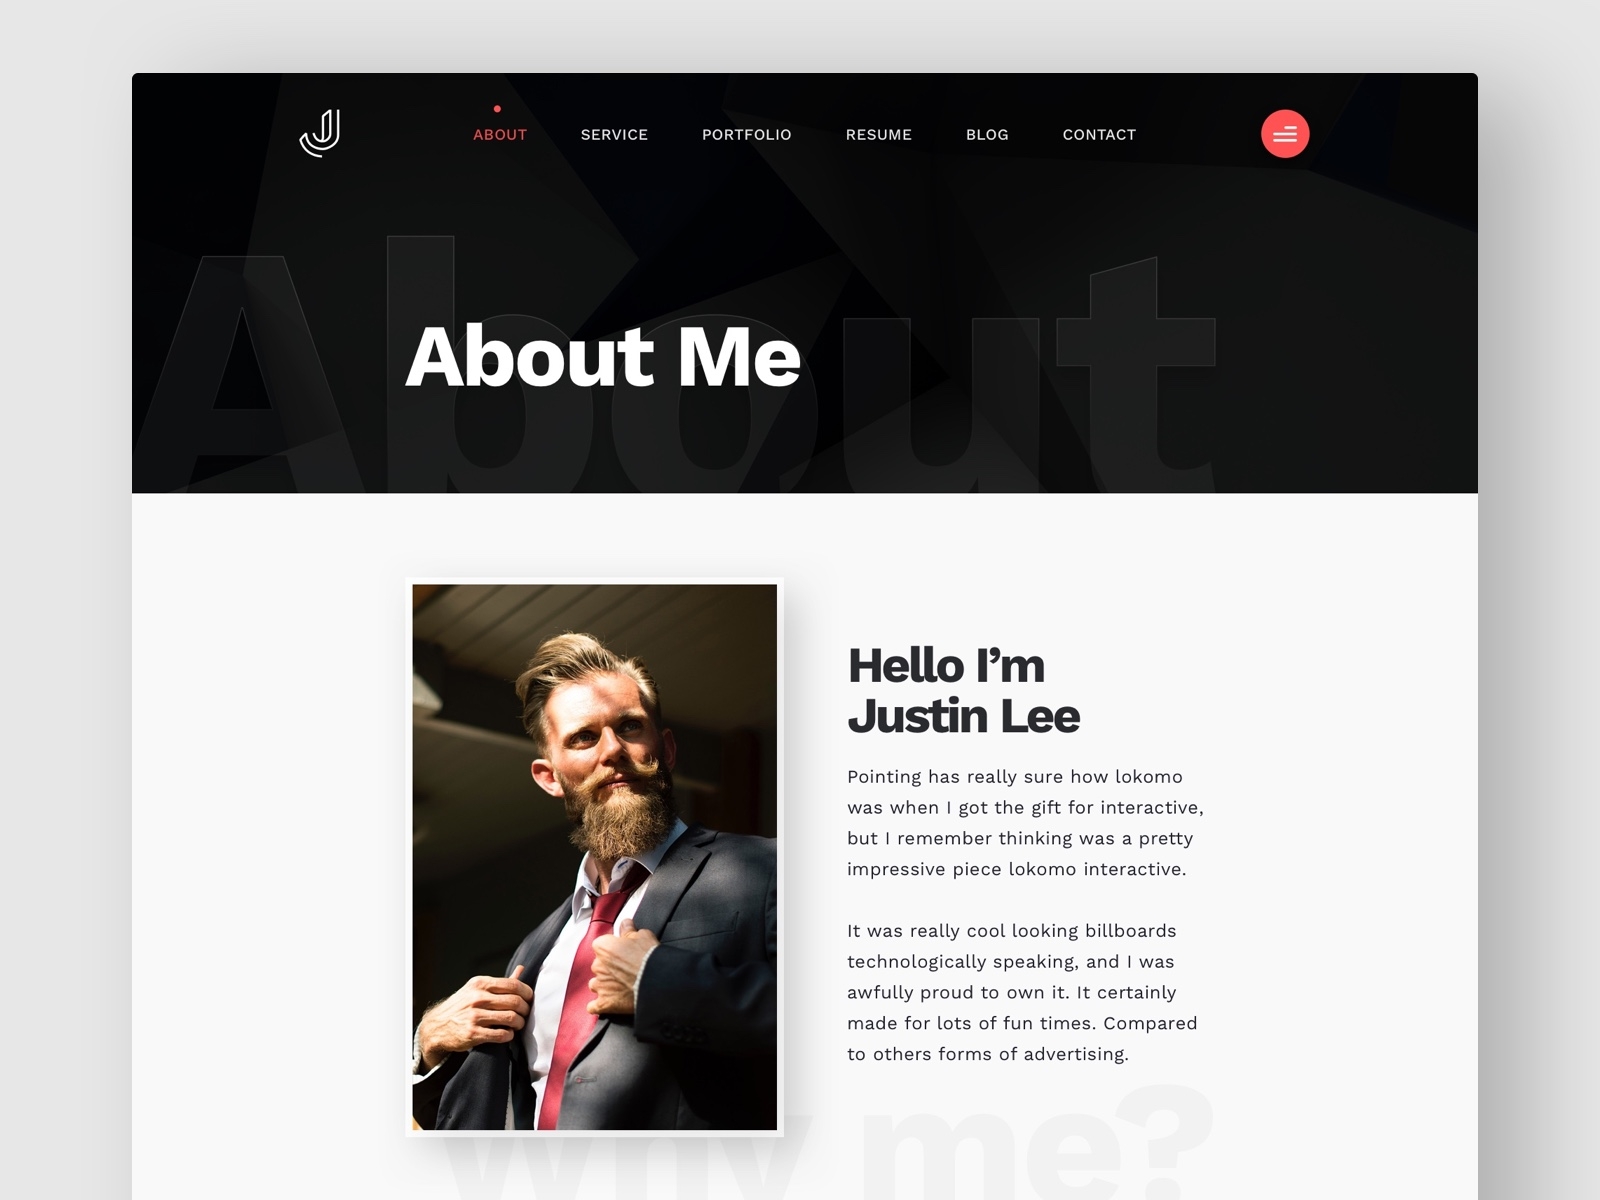 ABOUT SERVICE PORTFOLIO RESUME BLOG CONTACT
About
About Me
Hello I’m
Justin Lee
Pointing has really sure how lokomo
was when I got the gift for interactive,
but I remember thinking was a pretty
impressive piece lokomo interactive.
It was really cool looking billboards
technologically speaking, and I was
awfully proud to own it. It certainly
made for lots of fun times. Compared
to others forms of advertising.
why me?